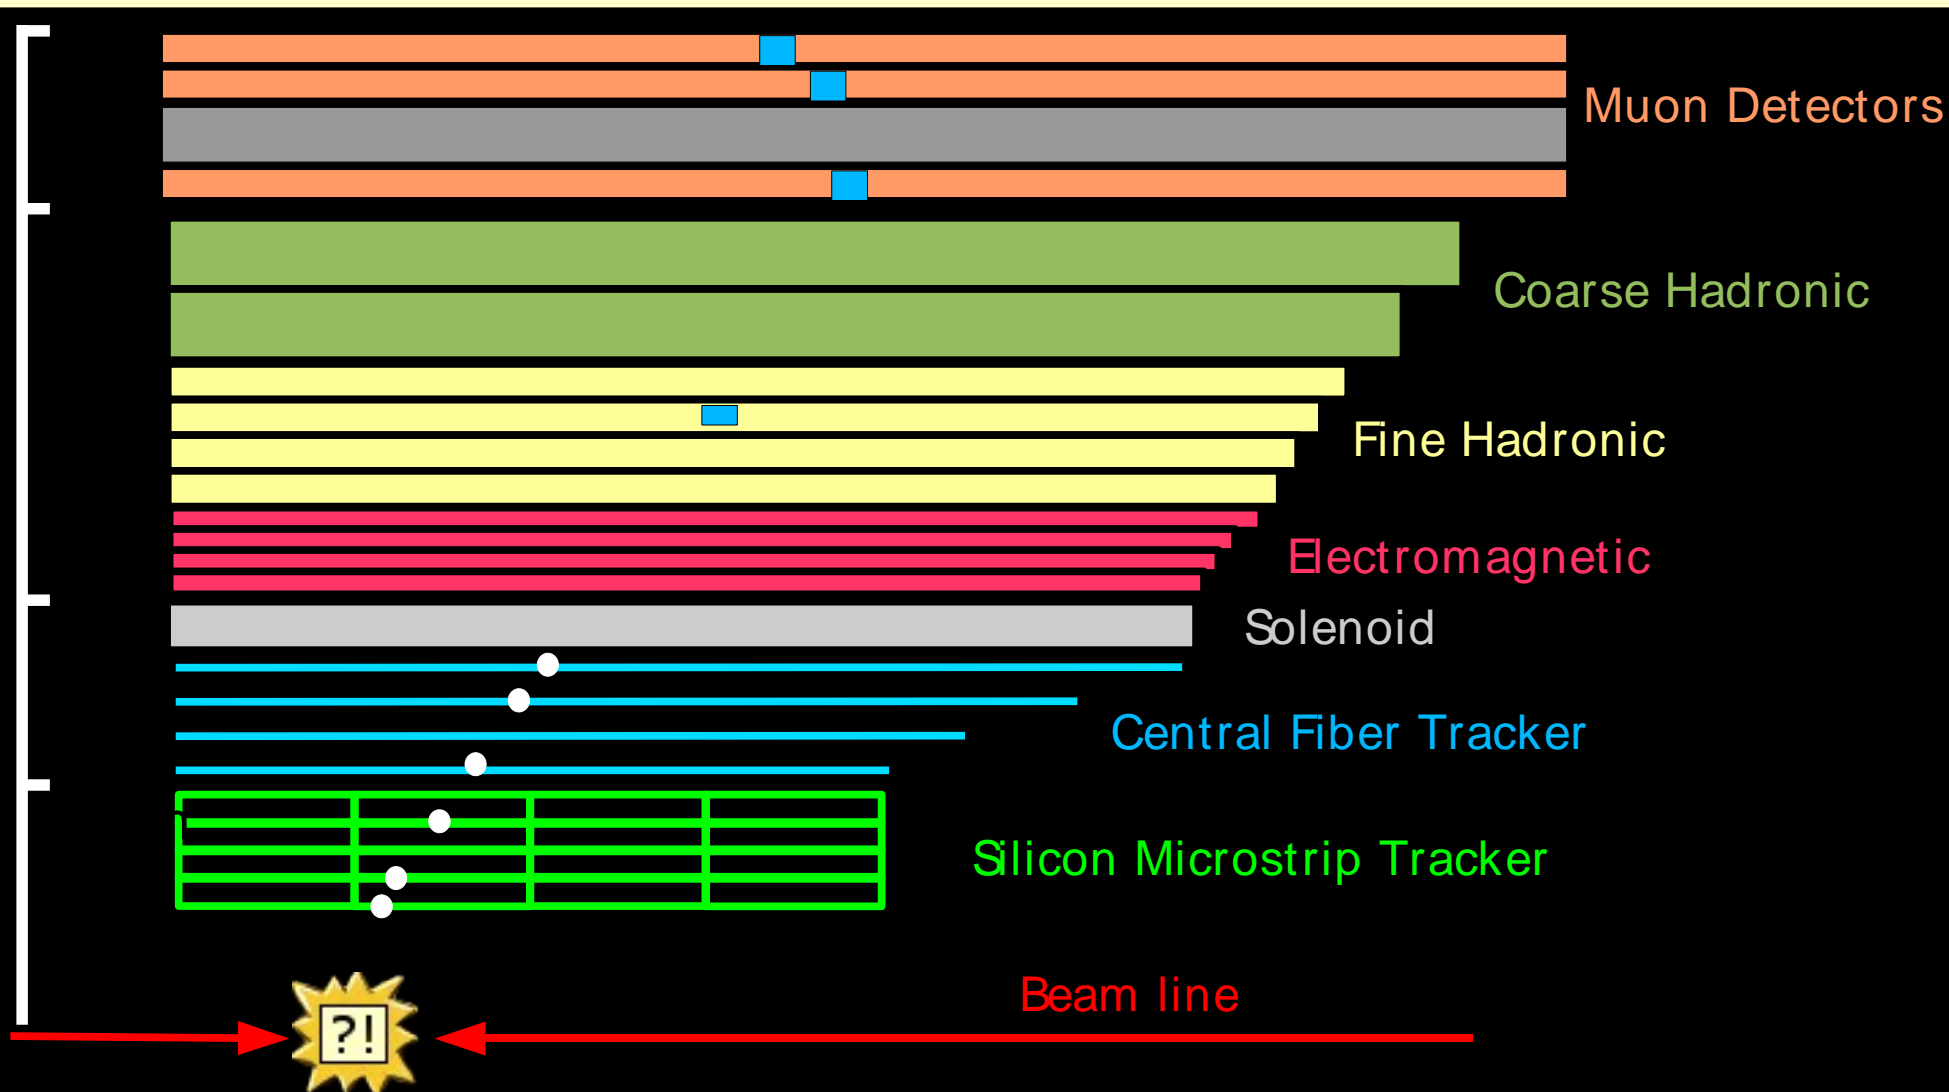 Muon Detectors
Coarse Hadronic
Fine Hadronic
Electromagnetic
Solenoid
Central Fiber Tracker
Silicon Microstrip Tracker
Beam line
?!